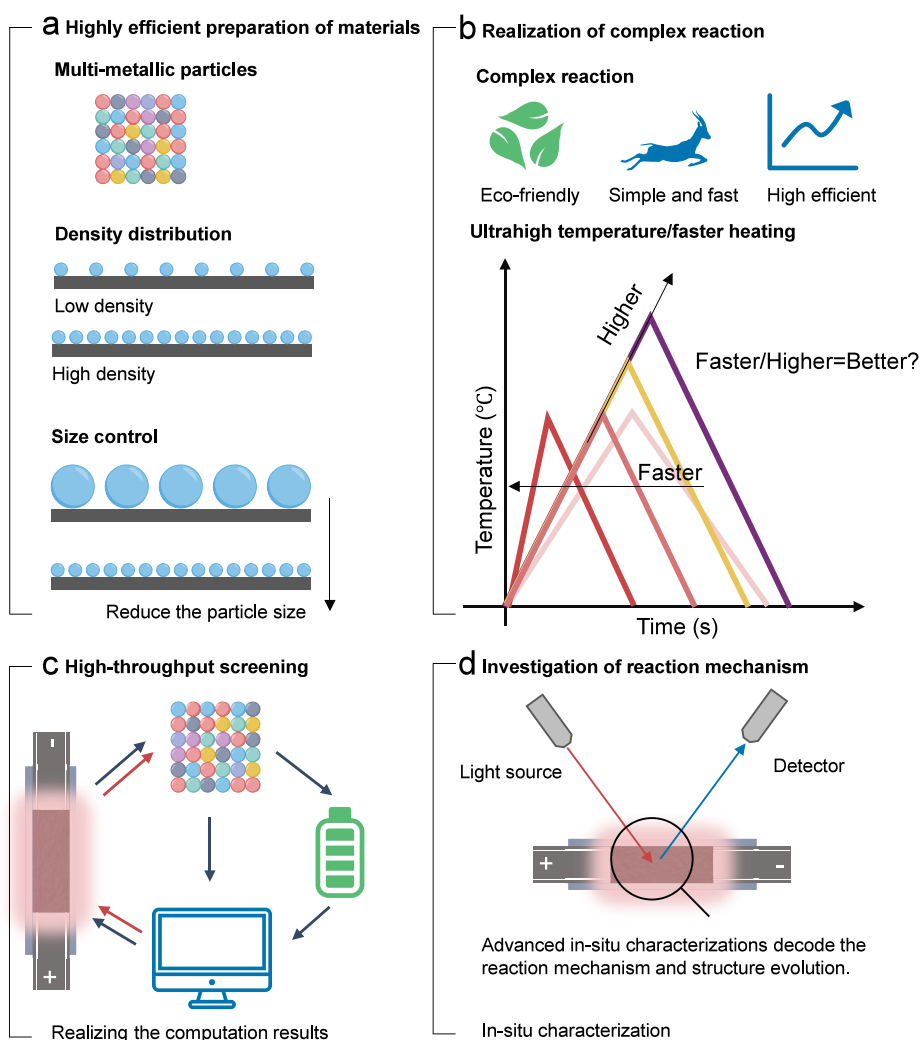 a Highly efficient preparation of materials
Multi-metallic particles
Density distribution
Low density
High density
Size control
Reduce the particle size
b Realization of complex reaction
Complex reaction
Eco-friendly
Simple and fast
High efficient
Ultrahigh temperature/faster heating
Higher
Faster/Higher=Better?
Faster
Temperature (°C)
Time (s)
c High-throughput screening
-
+
Realizing the computation results
d Investigation of reaction mechanism
Light source
Detector
+
-
Advanced in-situ characterizations decode the
reaction mechanism and structure evolution.
In-situ characterization